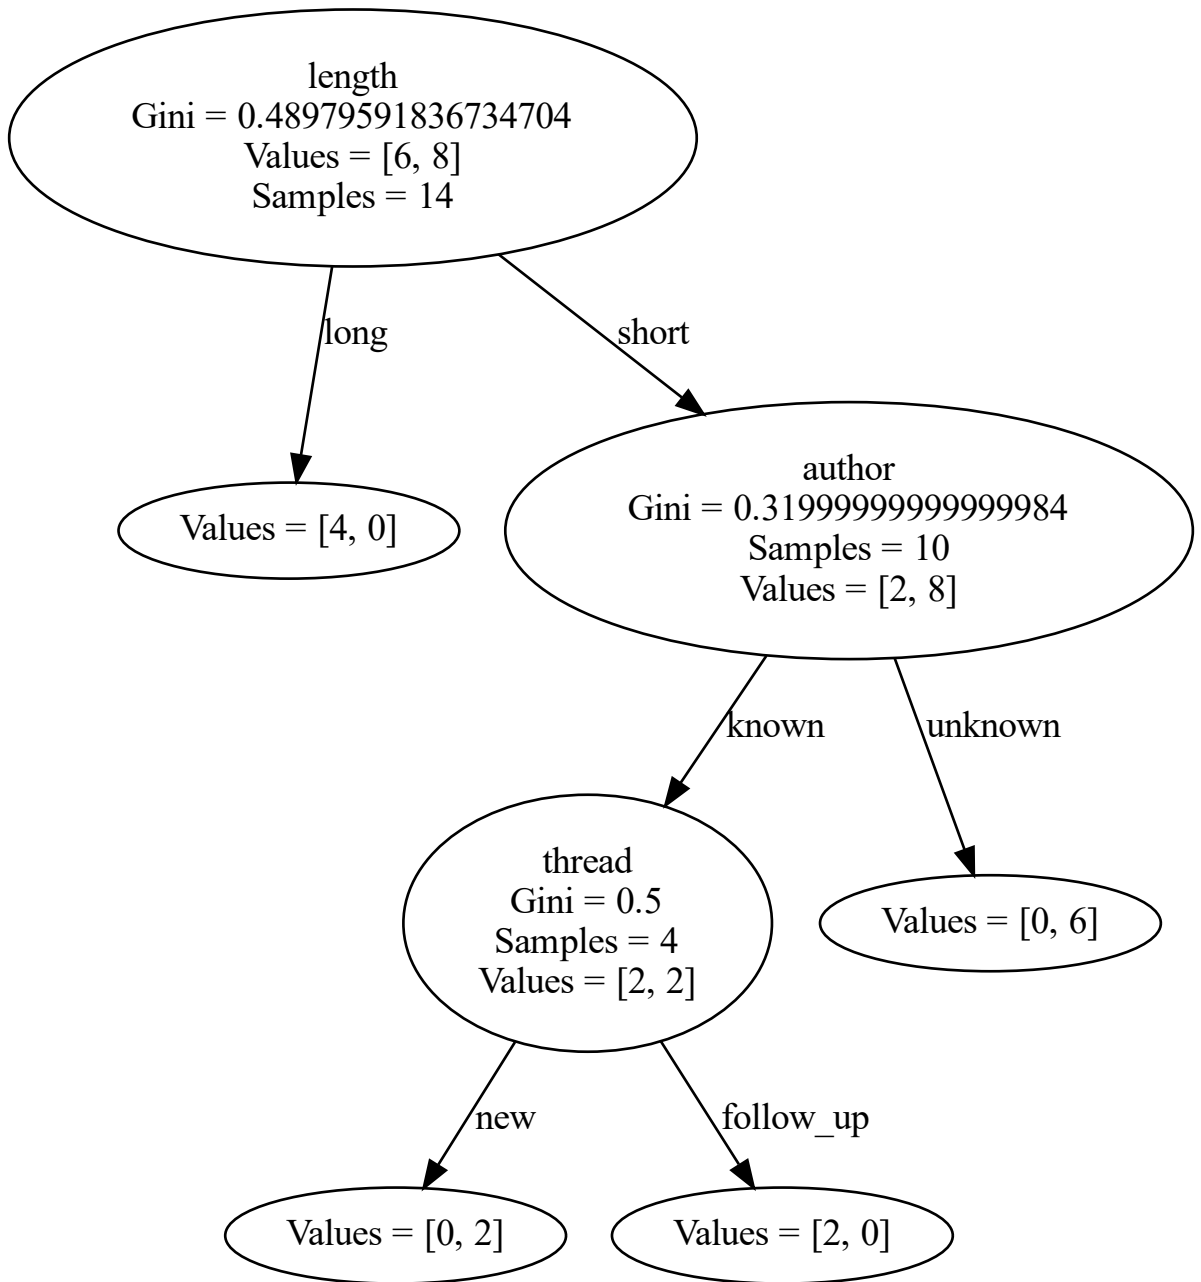 length
Gini = 0.48979591836734704
Values = [6, 8]
Samples = 14
long
short
Values = [4, 0]
author
Gini = 0.31999999999999984
Samples = 10
Values = [2, 8]
known
unknown
thread
Gini = 0.5
Samples = 4
Values = [2, 2]
Values = [0, 6]
new
follow_up
Values = [0, 2]
Values = [2, 0]